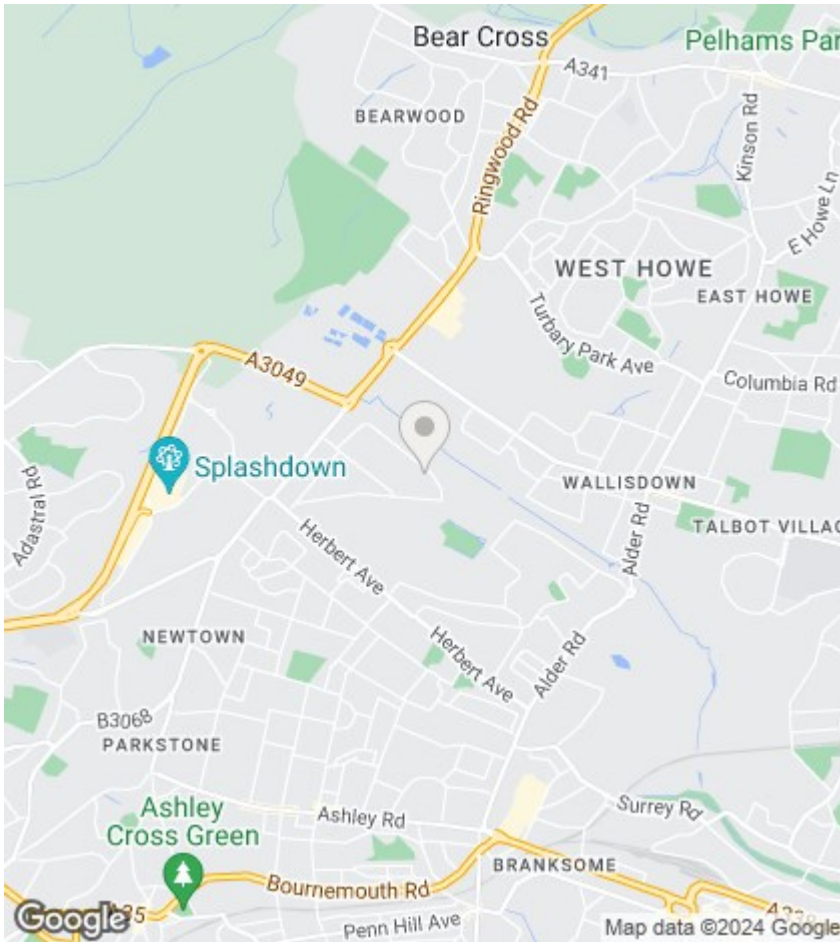 Bear Cross
Pelhams Par
A341
BEARWOOD
Ringwood Rd
Kinson Rd
E Howe Ln
WEST HOWE
EAST HOWE
Turbary Park Ave
A3049
Columbia Rd
Splashdown
WALLISDOWN
Adastral Rd
Alder Rd
TALBOT VILLAG
Herbert Ave
NEWTOWN
Herbert Ave
Alder Rd
B3068
PARKSTONE
Ashley
Cross Green
Ashley Rd
Surrey Rd
BRANKSOME
Bournemouth Rd
A35
Penn Hill Ave
A338
Google
Map data ©2024 Google